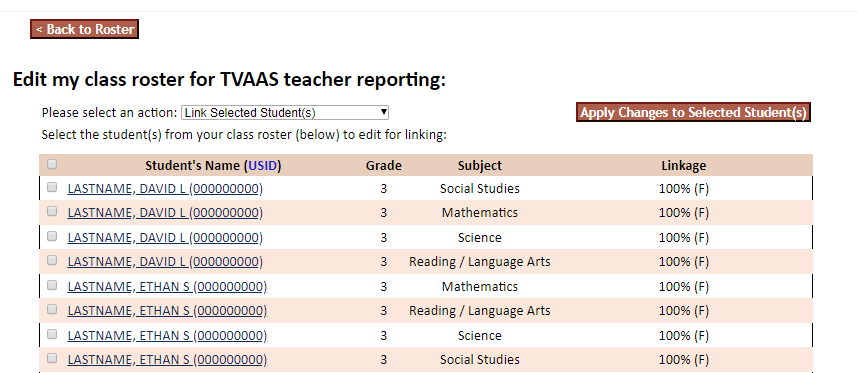 < Back to Roster
Edit my class roster for TVAAS teacher reporting:
Please select an action: Link Selected Student(s) Apply Changes to Selected Student(s)
Select the student(s) from your class roster (below) to edit for linking:
Student's Name (USID) Grade Subject Linkage
LASTNAME, DAVID L (000000000) 3 Social Studies 100% (F)
LASTNAME, DAVID L (000000000) 3 Mathematics 100% (F)
LASTNAME, DAVID L (000000000) 3 Science 100% (F)
LASTNAME, DAVID L (000000000) 3 Reading / Language Arts 100% (F)
LASTNAME, ETHAN S (000000000) 3 Mathematics 100% (F)
LASTNAME, ETHAN S (000000000) 3 Reading / Language Arts 100% (F)
LASTNAME, ETHAN S (000000000) 3 Science 100% (F)
LASTNAME, ETHAN S (000000000) 3 Social Studies 100% (F)